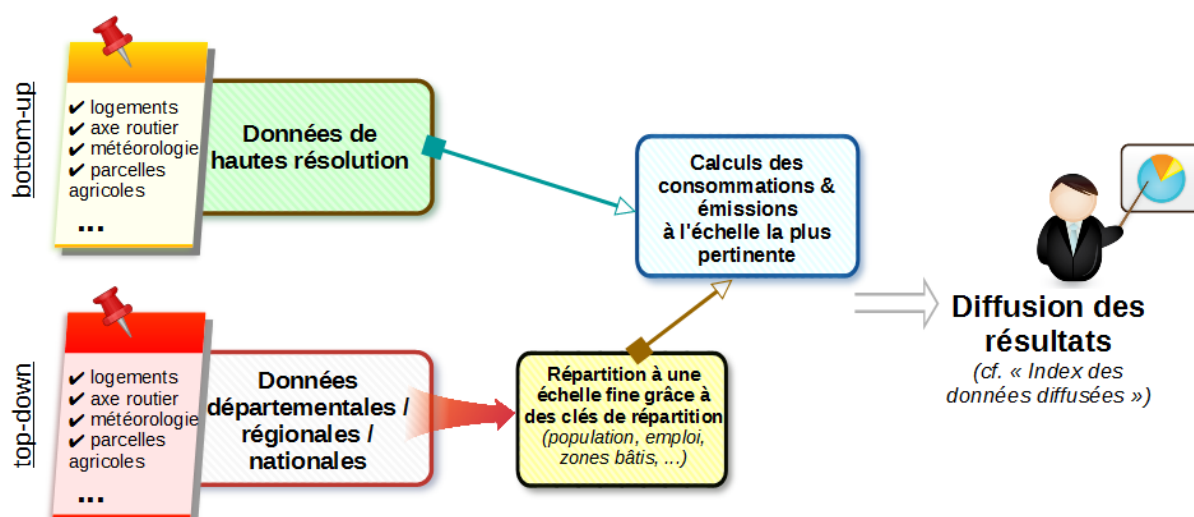 bottom-up
✔ logements
✔ axe routier
✔ météorologie
✔ parcelles
agricoles
...
Données de
hautes résolution
Calculs des
consommations &
émissions
à l'échelle la plus
pertinente
top-down
✔ logements
✔ axe routier
✔ météorologie
✔ parcelles
agricoles
...
Données
départementales /
régionales /
nationales
Répartition à une
échelle fine grâce à
des clés de répartition
(population, emploi,
zones bâtis, ...)
Diffusion des
résultats
(cf. « Index des
données diffusées »)